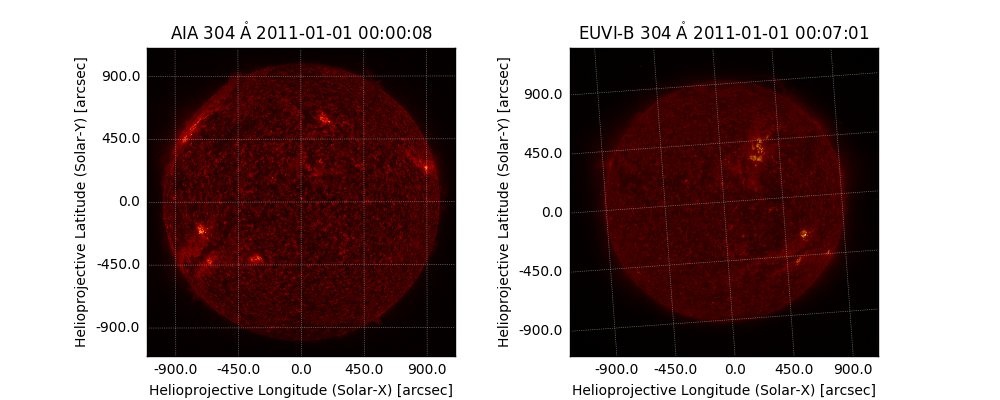 AIA 304 Å 2011-01-01 00:00:08
Helioprojective Latitude (Solar-Y) [arcsec]
900.0
450.0
0.0
-450.0
-900.0
-900.0 -450.0 0.0 450.0 900.0
Helioprojective Longitude (Solar-X) [arcsec]
EUVI-B 304 Å 2011-01-01 00:07:01
Helioprojective Latitude (Solar-Y) [arcsec]
900.0
450.0
0.0
-450.0
-900.0
-900.0 -450.0 0.0 450.0 900.0
Helioprojective Longitude (Solar-X) [arcsec]